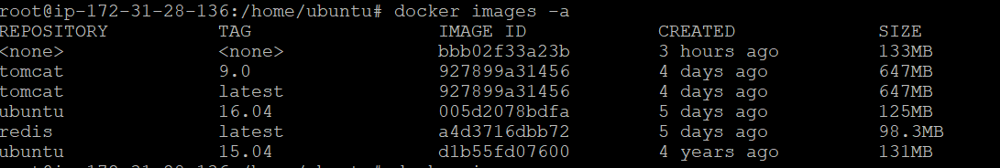 root@ip-172-31-28-136:/home/ubuntu# docker images -a
REPOSITORY TAG IMAGE ID CREATED SIZE
<none> <none> bbb02f33a23b 3 hours ago 133MB
tomcat 9.0 927899a31456 4 days ago 647MB
tomcat latest 927899a31456 4 days ago 647MB
ubuntu 16.04 005d2078bdfa 5 days ago 125MB
redis latest a4d3716dbb72 5 days ago 98.3MB
ubuntu 15.04 d1b55fd07600 4 years ago 131MB